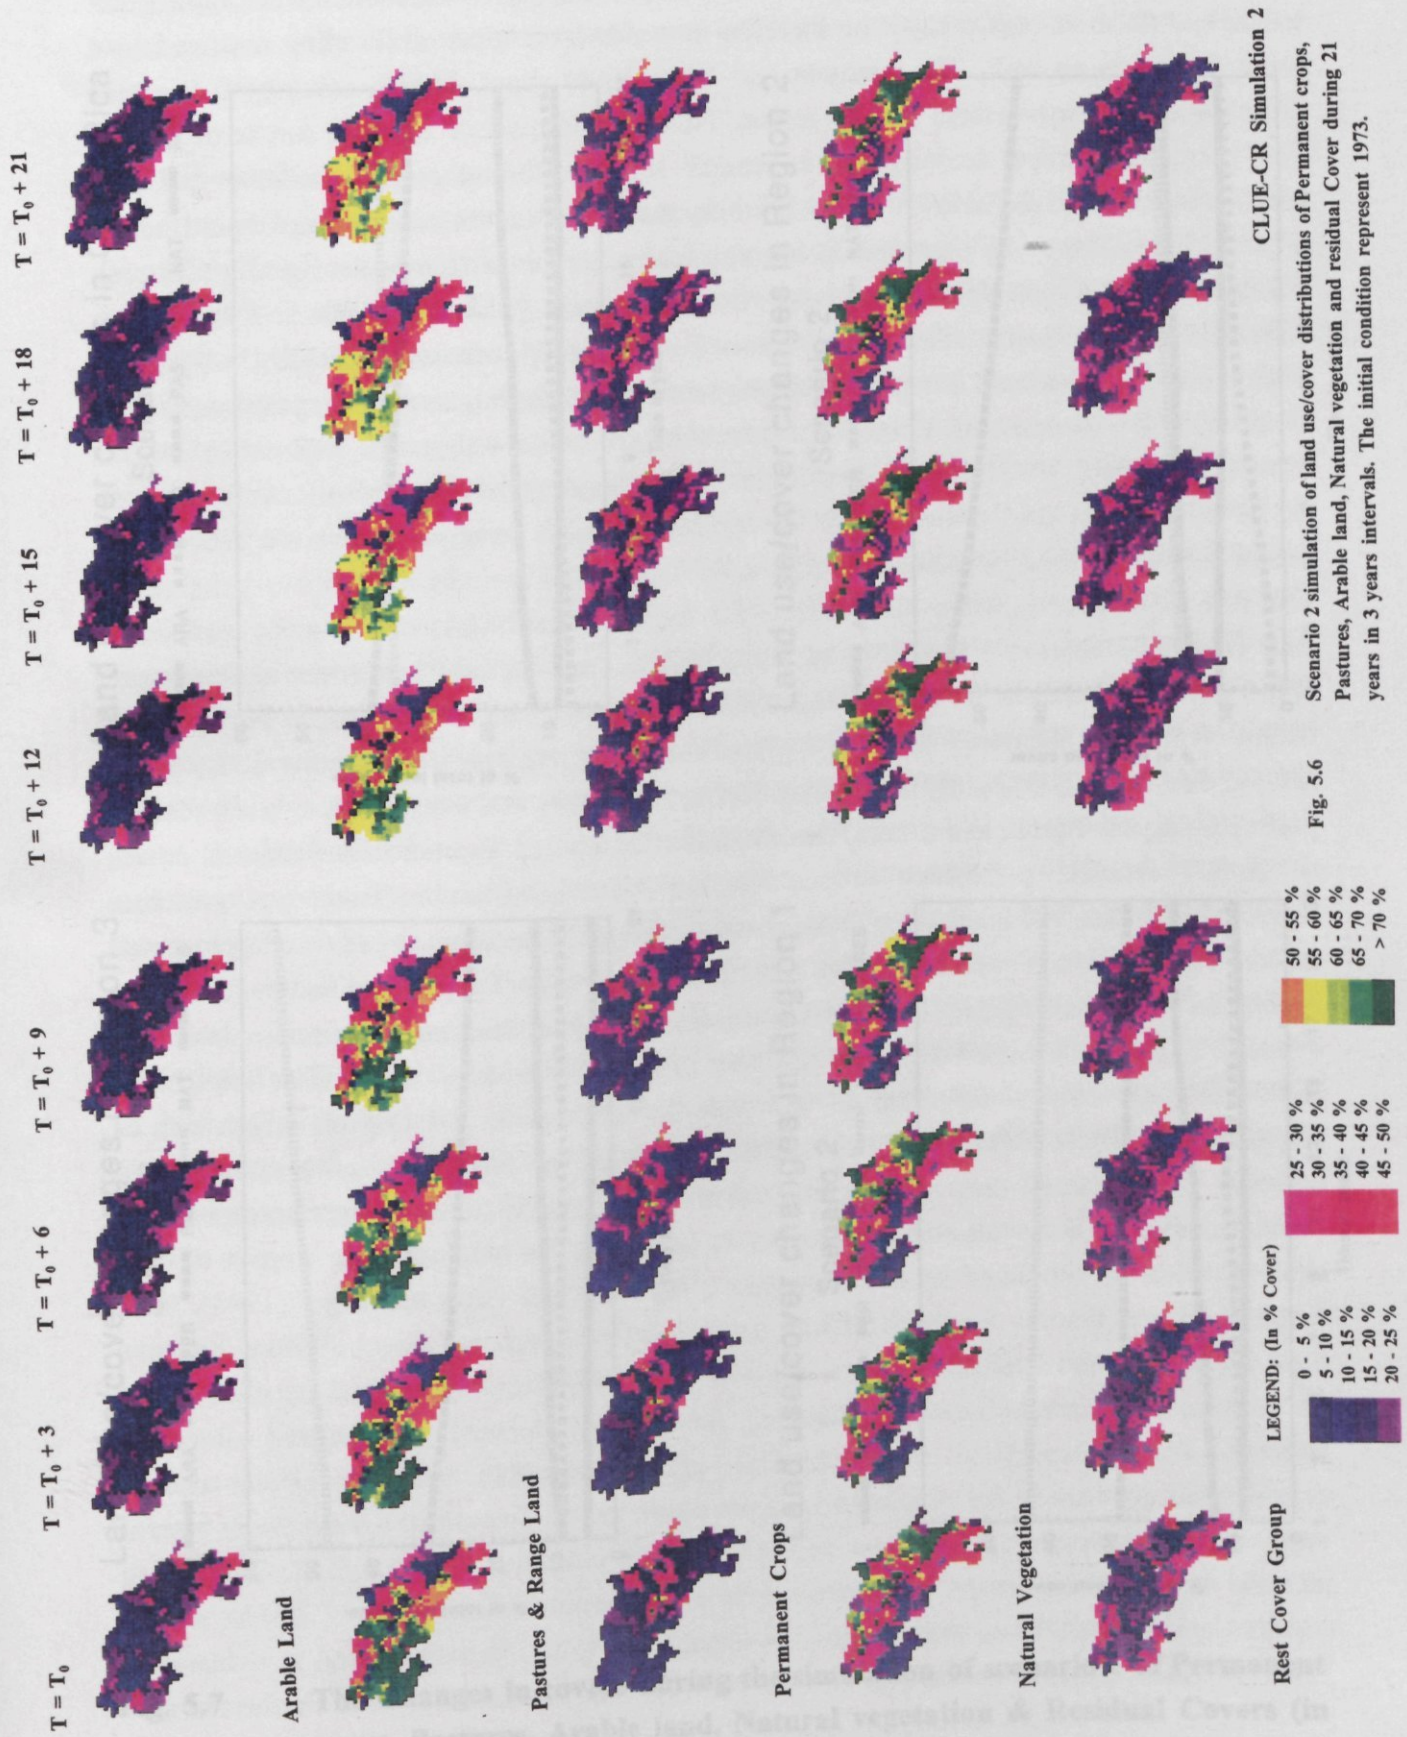 T = T₀
T = T₀ + 3
T = T₀ + 6
T = T₀ + 9
T = T₀ + 12
T = T₀ + 15
T = T₀ + 18
T = T₀ + 21
Arable Land
Pastures & Range Land
Permanent Crops
Natural Vegetation
Rest Cover Group
LEGEND: (In % Cover)
0 - 5 %
5 - 10 %
10 - 15 %
15 - 20 %
20 - 25 %
25 - 30 %
30 - 35 %
35 - 40 %
40 - 45 %
45 - 50 %
50 - 55 %
55 - 60 %
60 - 65 %
65 - 70 %
> 70 %
CLUE-CR Simulation 2
Fig. 5.6 Scenario 2 simulation of land use/cover distributions of Permanent crops,
Pastures, Arable land, Natural vegetation and residual Cover during 21
years in 3 years intervals. The initial condition represent 1973.